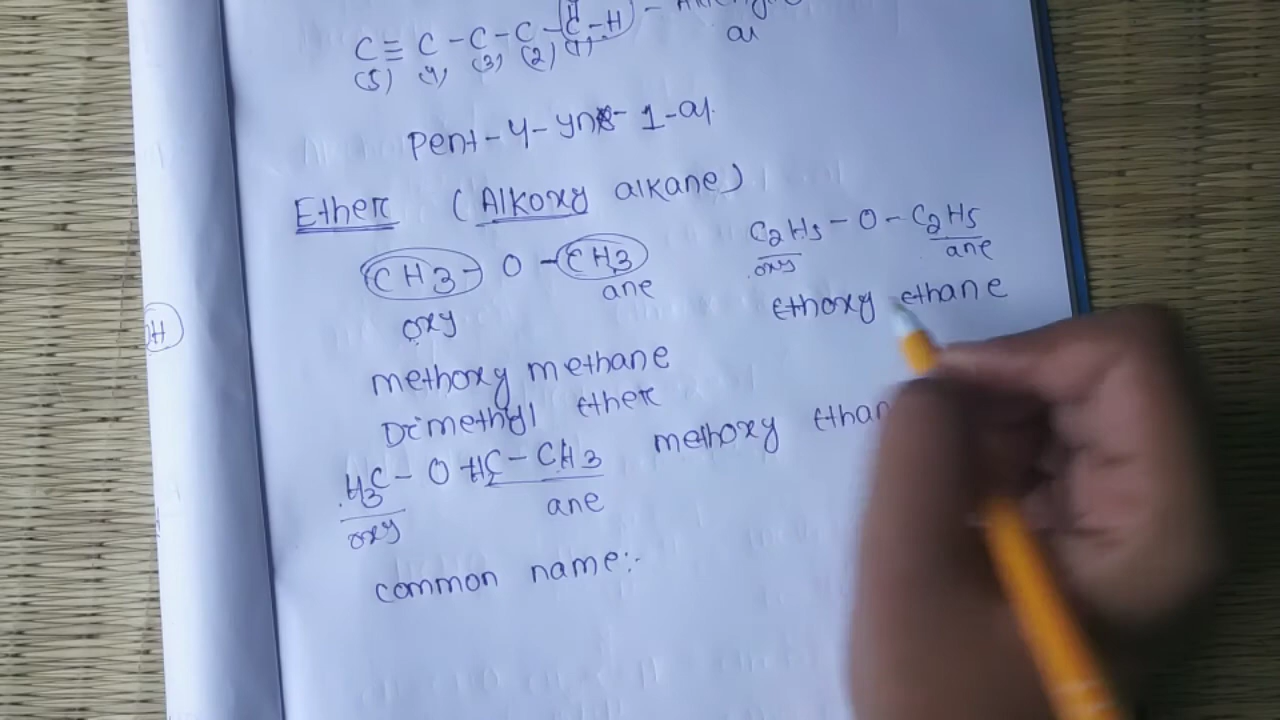 C≡C-C-C-C-H -
(5) (4) (3) (2) (1) al
Pent-4-yne-1-al.
Ether (Alkoxy alkane)
CH3 - O - CH3
ane
oxy
C2H5 - O - C2H5
oxy ane
Ethoxy ethane
methoxy methane
Dimethyl ether
H3C - O H2C - CH3 methoxy
oxy ane
common name:-
H